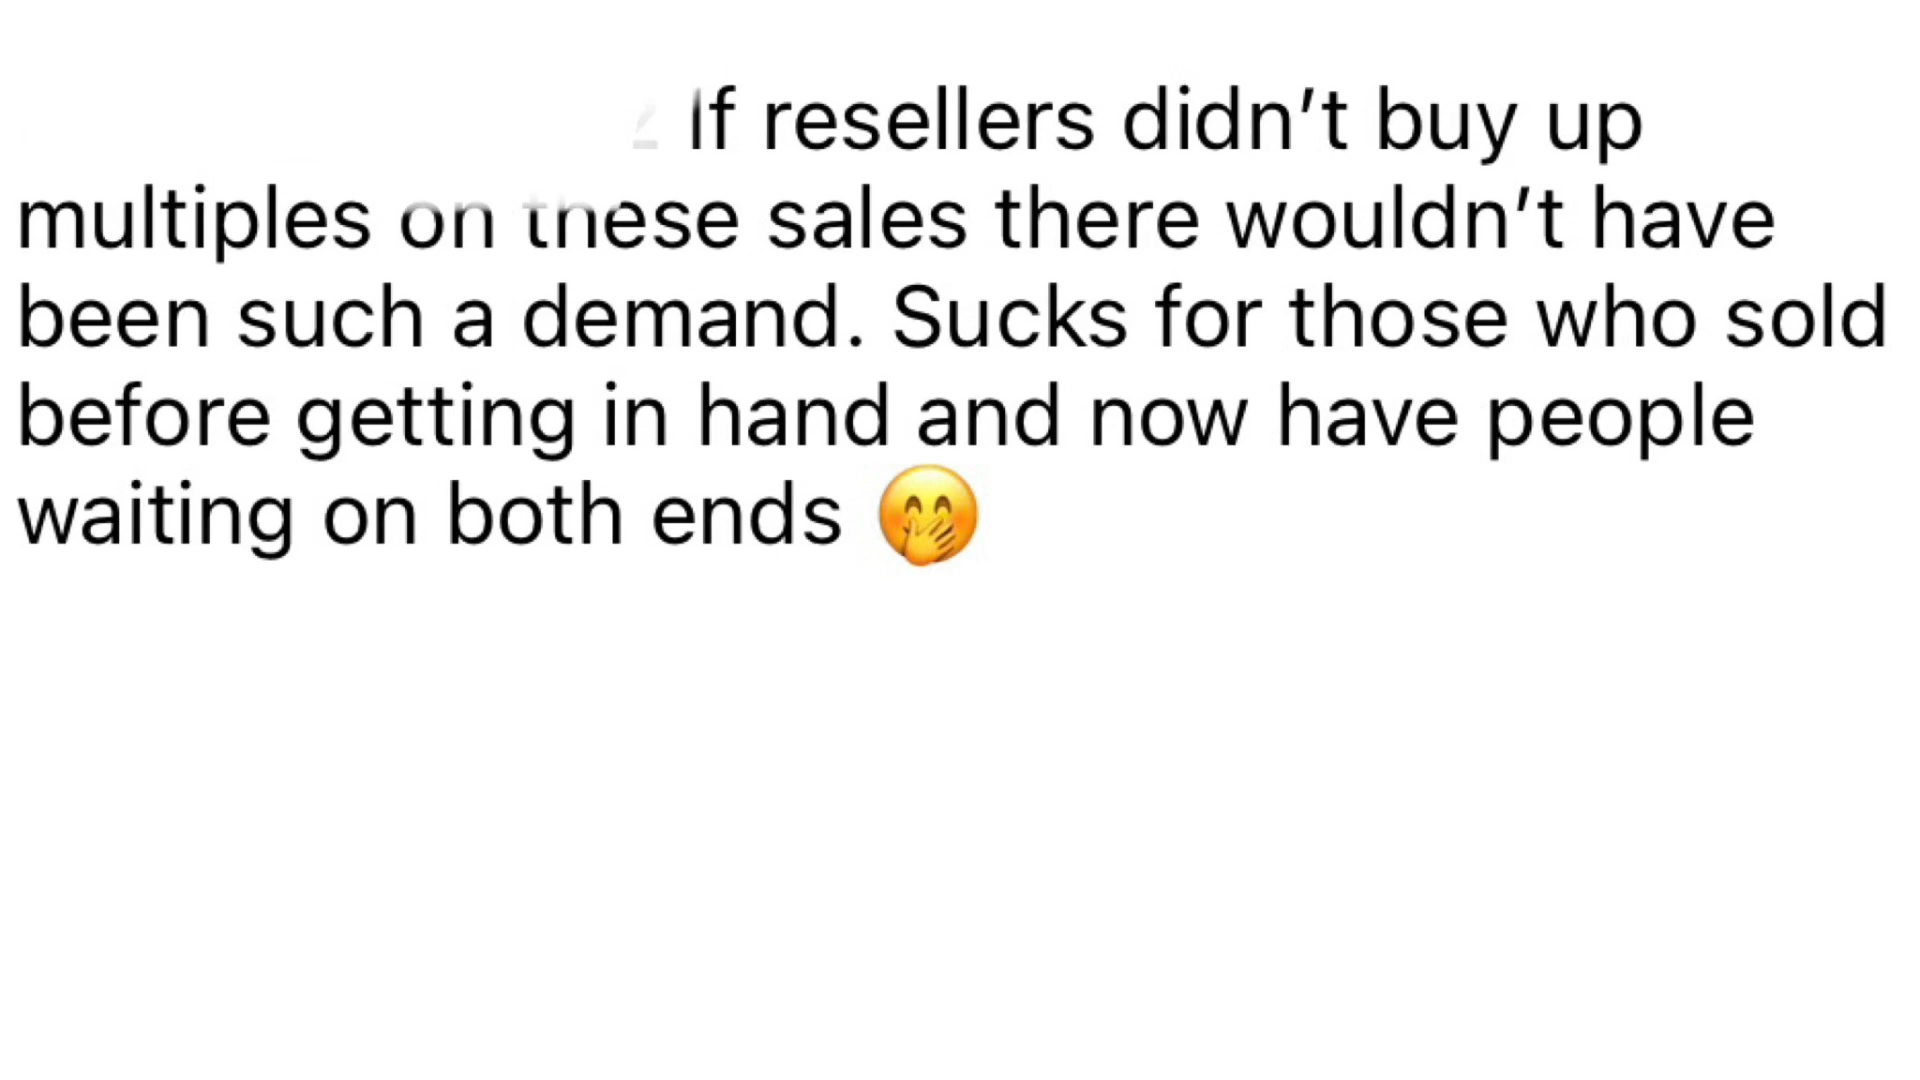 If resellers didn’t buy up
multiples on these sales there wouldn’t have
been such a demand. Sucks for those who sold
before getting in hand and now have people
waiting on both ends 🤭